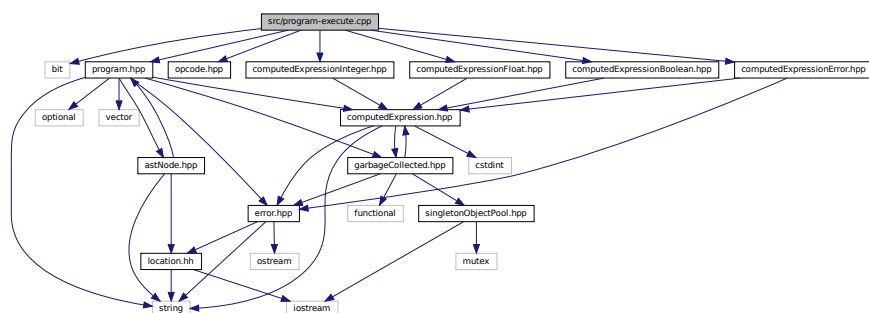 src/program-execute.cpp
bit
program.hpp
opcode.hpp
computedExpressionInteger.hpp
computedExpressionFloat.hpp
computedExpressionBoolean.hpp
computedExpressionError.hpp
optional
vector
computedExpression.hpp
astNode.hpp
garbageCollected.hpp
cstdint
error.hpp
functional
singletonObjectPool.hpp
location.hh
ostream
mutex
string
iostream